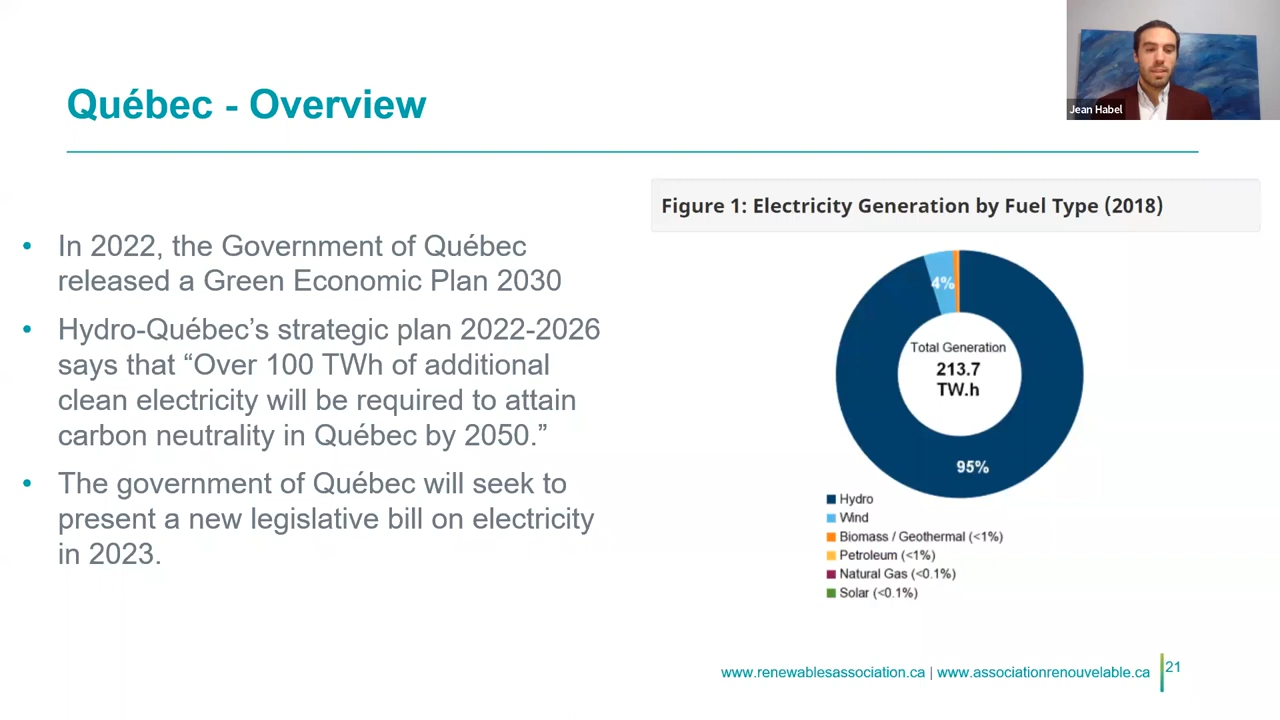 Jean Habel
Québec - Overview
• In 2022, the Government of Québec
released a Green Economic Plan 2030
• Hydro-Québec’s strategic plan 2022-2026
says that “Over 100 TWh of additional
clean electricity will be required to attain
carbon neutrality in Québec by 2050.”
• The government of Québec will seek to
present a new legislative bill on electricity
in 2023.
Figure 1: Electricity Generation by Fuel Type (2018)
4%
Total Generation
213.7
TW.h
95%
Hydro
Wind
Biomass / Geothermal (<1%)
Petroleum (<1%)
Natural Gas (<0.1%)
Solar (<0.1%)
www.renewablesassociation.ca | www.associationrenouvelable.ca
21